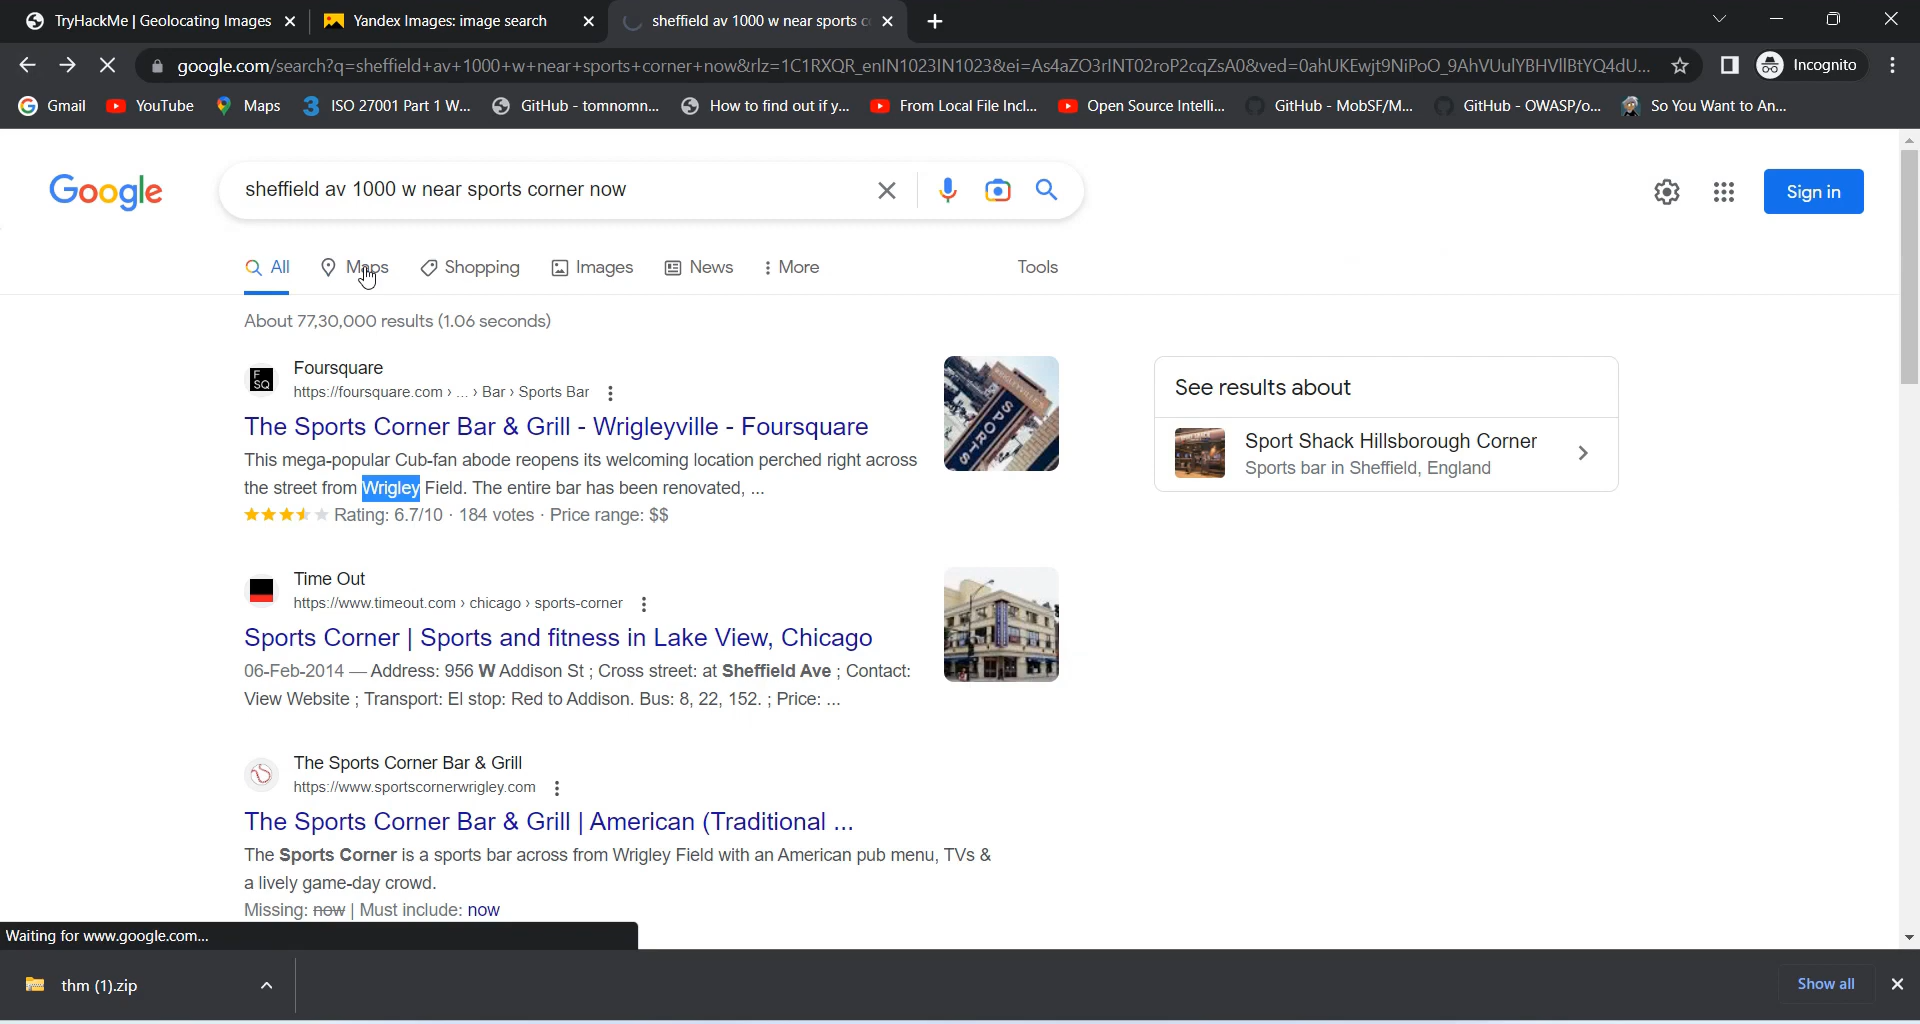 TryHackMe | Geolocating Images
Yandex Images: image search
sheffield av 1000 w near sports c
google.com/search?q=sheffield+av+1000+w+near+sports+corner+now&rlz=1C1RXQR_enIN1023IN1023&ei=As4aZO3rINT02roP2cqZsA0&ved=0ahUKEwjt9NiPoO_9AhVUulYBHVIlBtYQ4dU...
Incognito
Gmail
YouTube
Maps
ISO 27001 Part 1 W...
GitHub - tomnomn...
How to find out if y...
From Local File Incl...
Open Source Intelli...
GitHub - MobSF/M...
GitHub - OWASP/o...
So You Want to An...
Google
sheffield av 1000 w near sports corner now
Sign in
All
Maps
Shopping
Images
News
More
Tools
About 77,30,000 results (1.06 seconds)
Foursquare
https://foursquare.com › ... › Bar › Sports Bar
The Sports Corner Bar & Grill - Wrigleyville - Foursquare
This mega-popular Cub-fan abode reopens its welcoming location perched right across
the street from Wrigley Field. The entire bar has been renovated, ...
Rating: 6.7/10 · 184 votes · Price range: $$
SPORTS
See results about
Sport Shack Hillsborough Corner
Sports bar in Sheffield, England
Time Out
https://www.timeout.com › chicago › sports-corner
Sports Corner | Sports and fitness in Lake View, Chicago
06-Feb-2014 — Address: 956 W Addison St ; Cross street: at Sheffield Ave ; Contact:
View Website ; Transport: El stop: Red to Addison. Bus: 8, 22, 152. ; Price: ...
The Sports Corner Bar & Grill
https://www.sportscornerwrigley.com
The Sports Corner Bar & Grill | American (Traditional ...
The Sports Corner is a sports bar across from Wrigley Field with an American pub menu, TVs &
a lively game-day crowd.
Missing: now | Must include: now
Waiting for www.google.com...
thm (1).zip
Show all